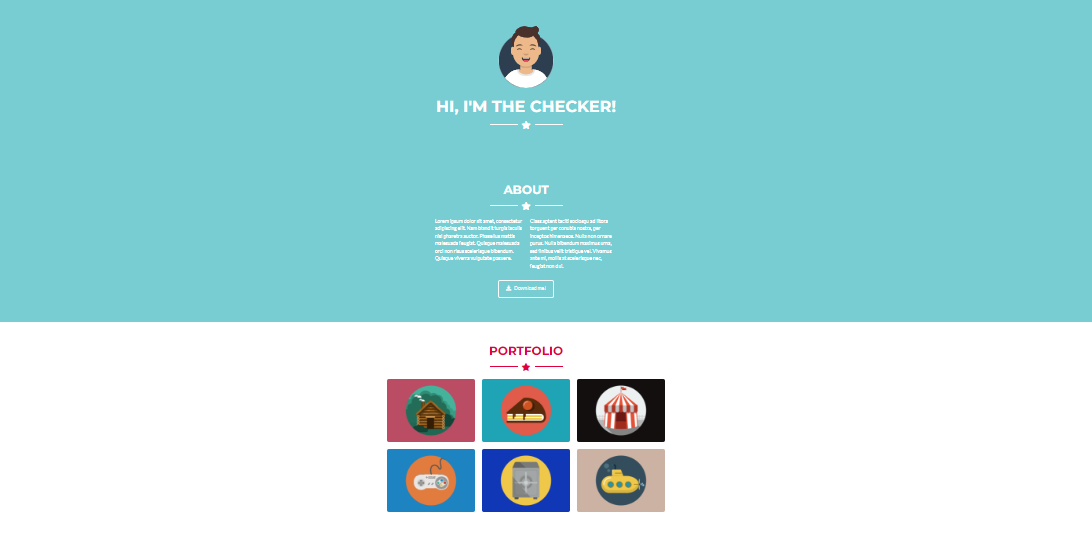 HI, I'M THE CHECKER!
ABOUT
Lorem ipsum dolor sit amet, consectetur
adipiscing elit. Nam blandit turpis iaculis
nisl pharetra auctor. Phasellus mattis
malesuada feugiat. Quisque malesuada
orci non risus scelerisque bibendum.
Quisque viverra vulputate posuere.
Class aptent taciti sociosqu ad litora
torquent per conubia nostra, per
inceptos himenaeos. Nulla non ornare
purus. Nulla bibendum maximus urna,
sed finibus velit tristique vel. Vivamus
ante mi, mollis at scelerisque nec,
feugiat non dui.
Download me!
PORTFOLIO